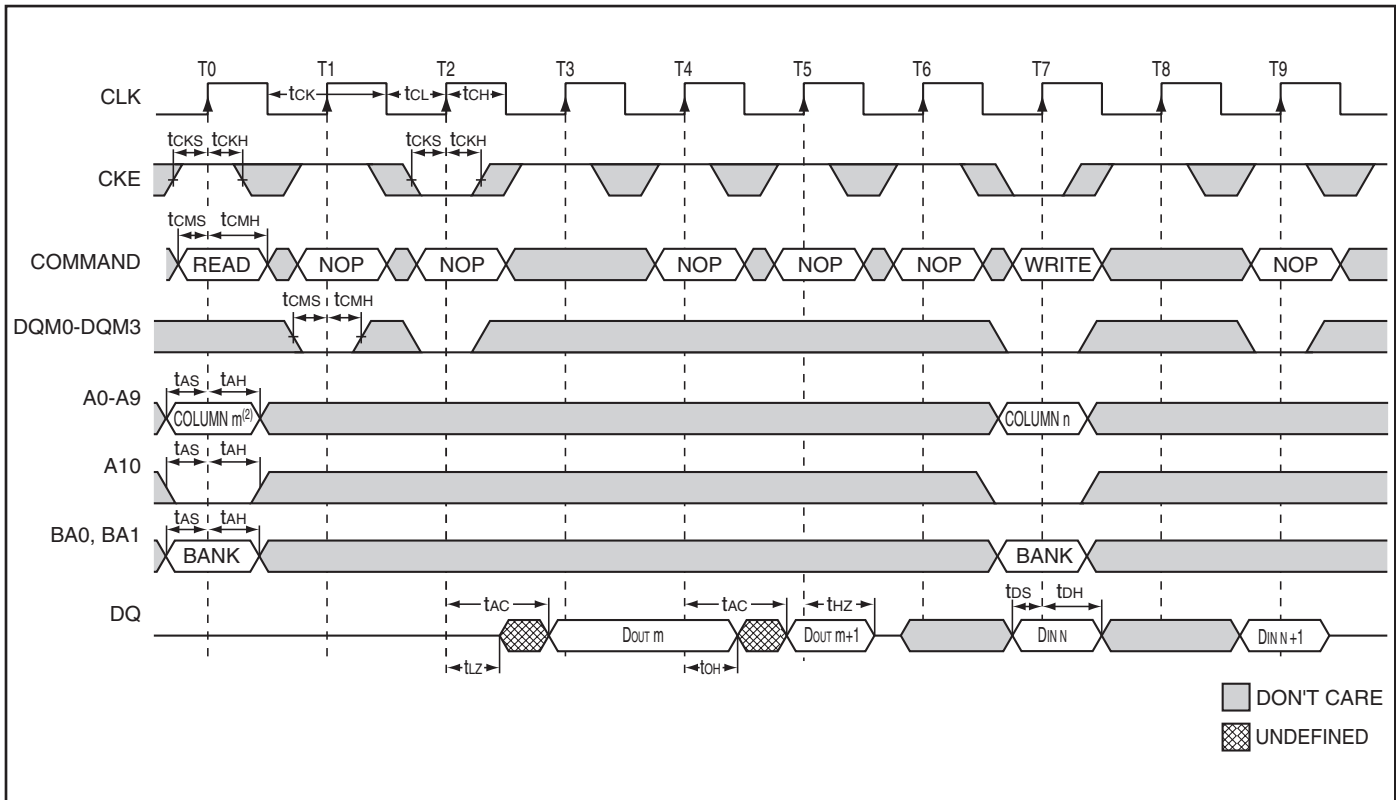 T0 T1 T2 T3 T4 T5 T6 T7 T8 T9
CLK
tCK tCL tCH
tCKS tCKH tCKS tCKH
CKE
tCMS tCMH
COMMAND READ NOP NOP NOP NOP NOP WRITE NOP
tCMS tCMH
DQM0-DQM3
tAS tAH
A0-A9 COLUMN m(2) COLUMN n
tAS tAH
A10
tAS tAH
BA0, BA1 BANK BANK
tAC tAC tHZ tDS tDH
DQ DOUT m DOUT m+1 DIN N DIN N+1
tLZ tOH
DON'T CARE
UNDEFINED